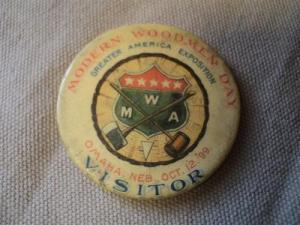 MODERN WOODMEN DAY
GREATER AMERICA EXPOSITION
M W A
OMAHA, NEB. OCT. 12. '99.
VISITOR